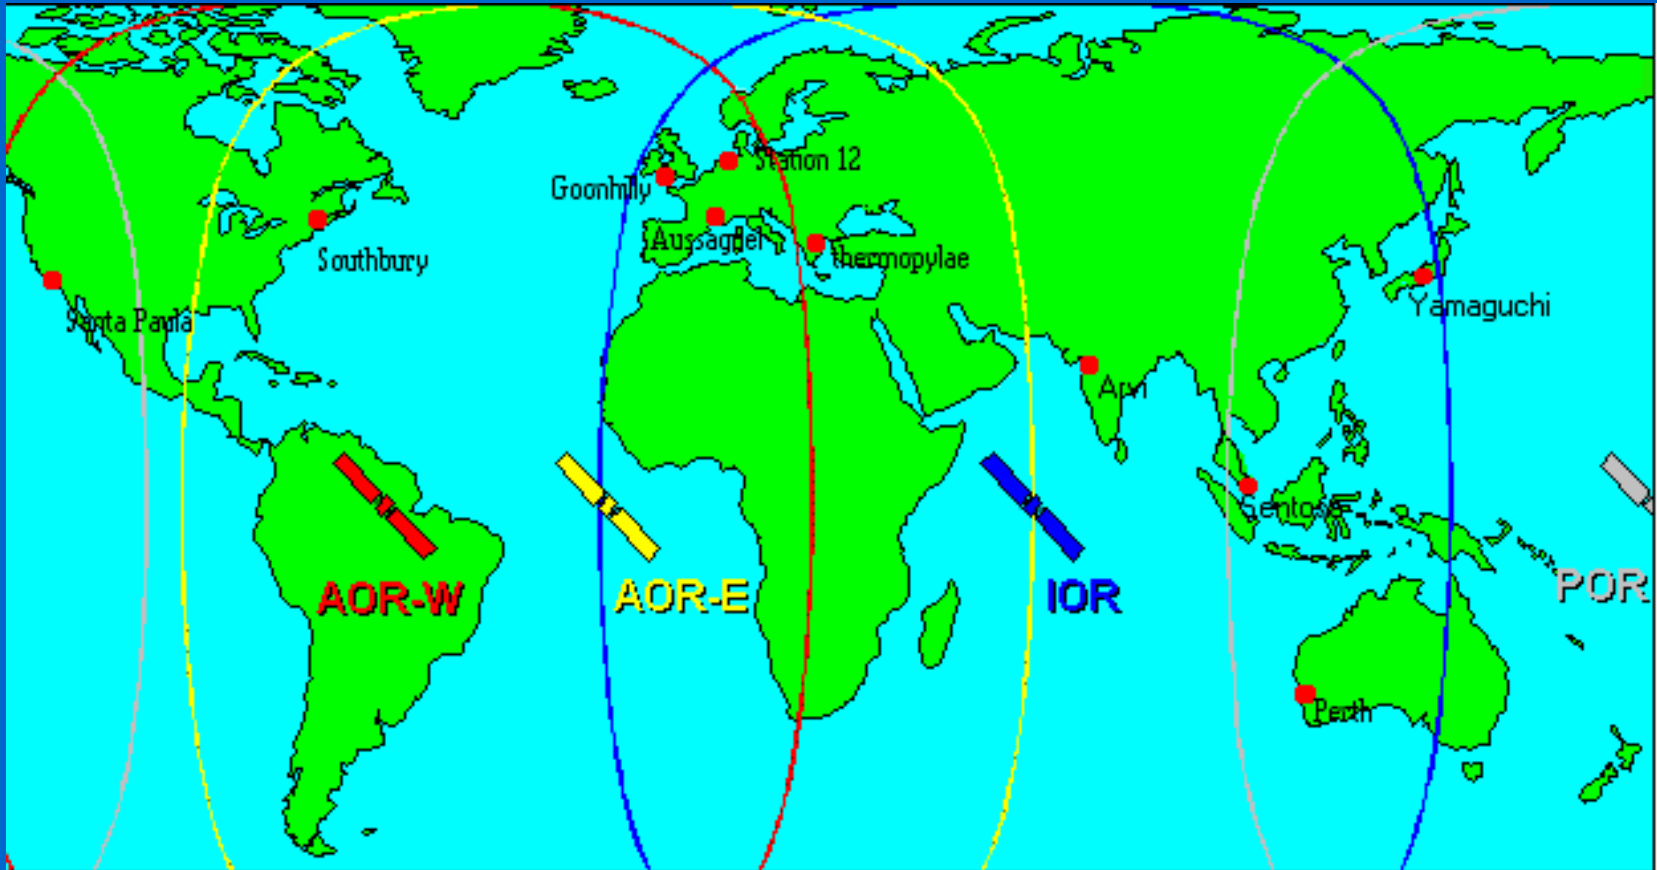 Station 12
Goonhilly
Aussaguel
thermopylae
Southbury
Santa Paula
Yamaguchi
Arvi
Sentosa
AOR-W
AOR-E
IOR
POR
Perth